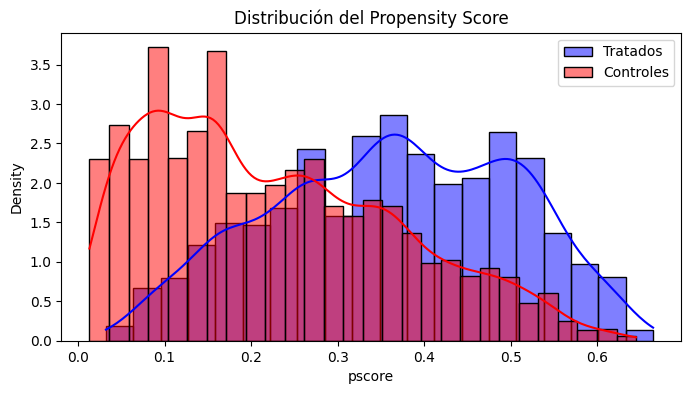 Distribución del Propensity Score
Tratados
Controles
Density
3.5
3.0
2.5
2.0
1.5
1.0
0.5
0.0
0.0 0.1 0.2 0.3 0.4 0.5 0.6
pscore